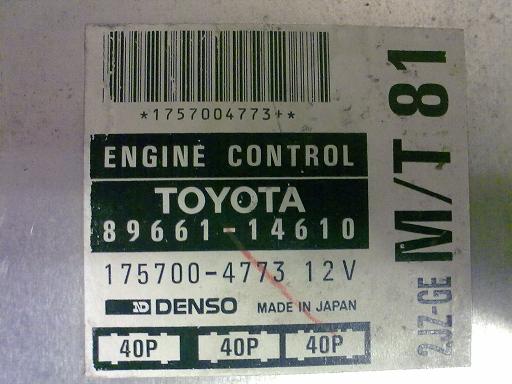 *1757004773+*
ENGINE CONTROL
TOYOTA
89661-14610
175700-4773 12V
DENSO MADE IN JAPAN
40P 40P 40P
M/T 81
2JZ-GE